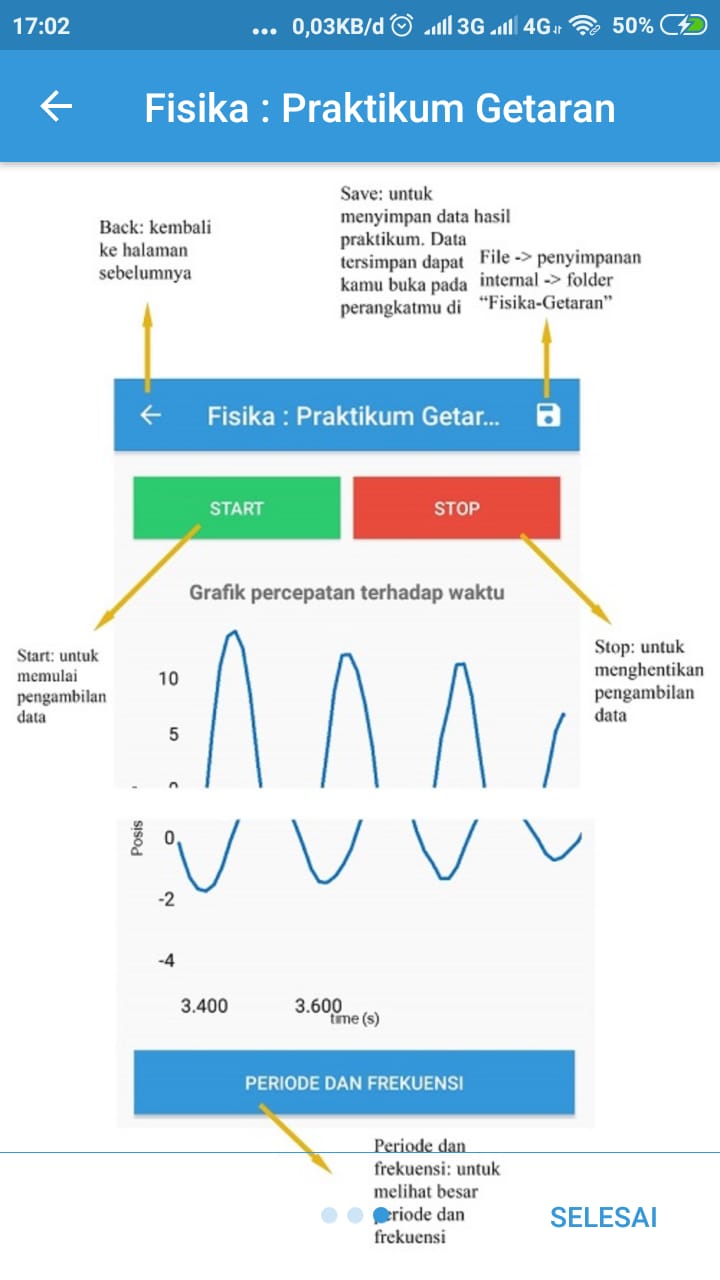 17:02 ... 0,03KB/d 3G 4G 50%
Fisika : Praktikum Getaran
Back: kembali
ke halaman
sebelumnya
Save: untuk
menyimpan data hasil
praktikum. Data
tersimpan dapat
kamu buka pada
perangkatmu di
File -> penyimpanan
internal -> folder
“Fisika-Getaran”
Fisika : Praktikum Getar...
START
STOP
Grafik percepatan terhadap waktu
Start: untuk
memulai
pengambilan
data
Stop: untuk
menghentikan
pengambilan
data
10
5
Posis
0
-2
-4
3.400
3.600
time (s)
PERIODE DAN FREKUENSI
Periode dan
frekuensi: untuk
melihat besar
periode dan
frekuensi
SELESAI